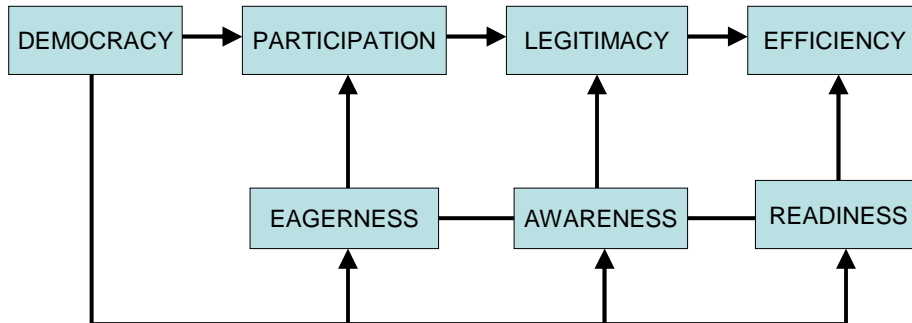 DEMOCRACY
PARTICIPATION
LEGITIMACY
EFFICIENCY
EAGERNESS
AWARENESS
READINESS